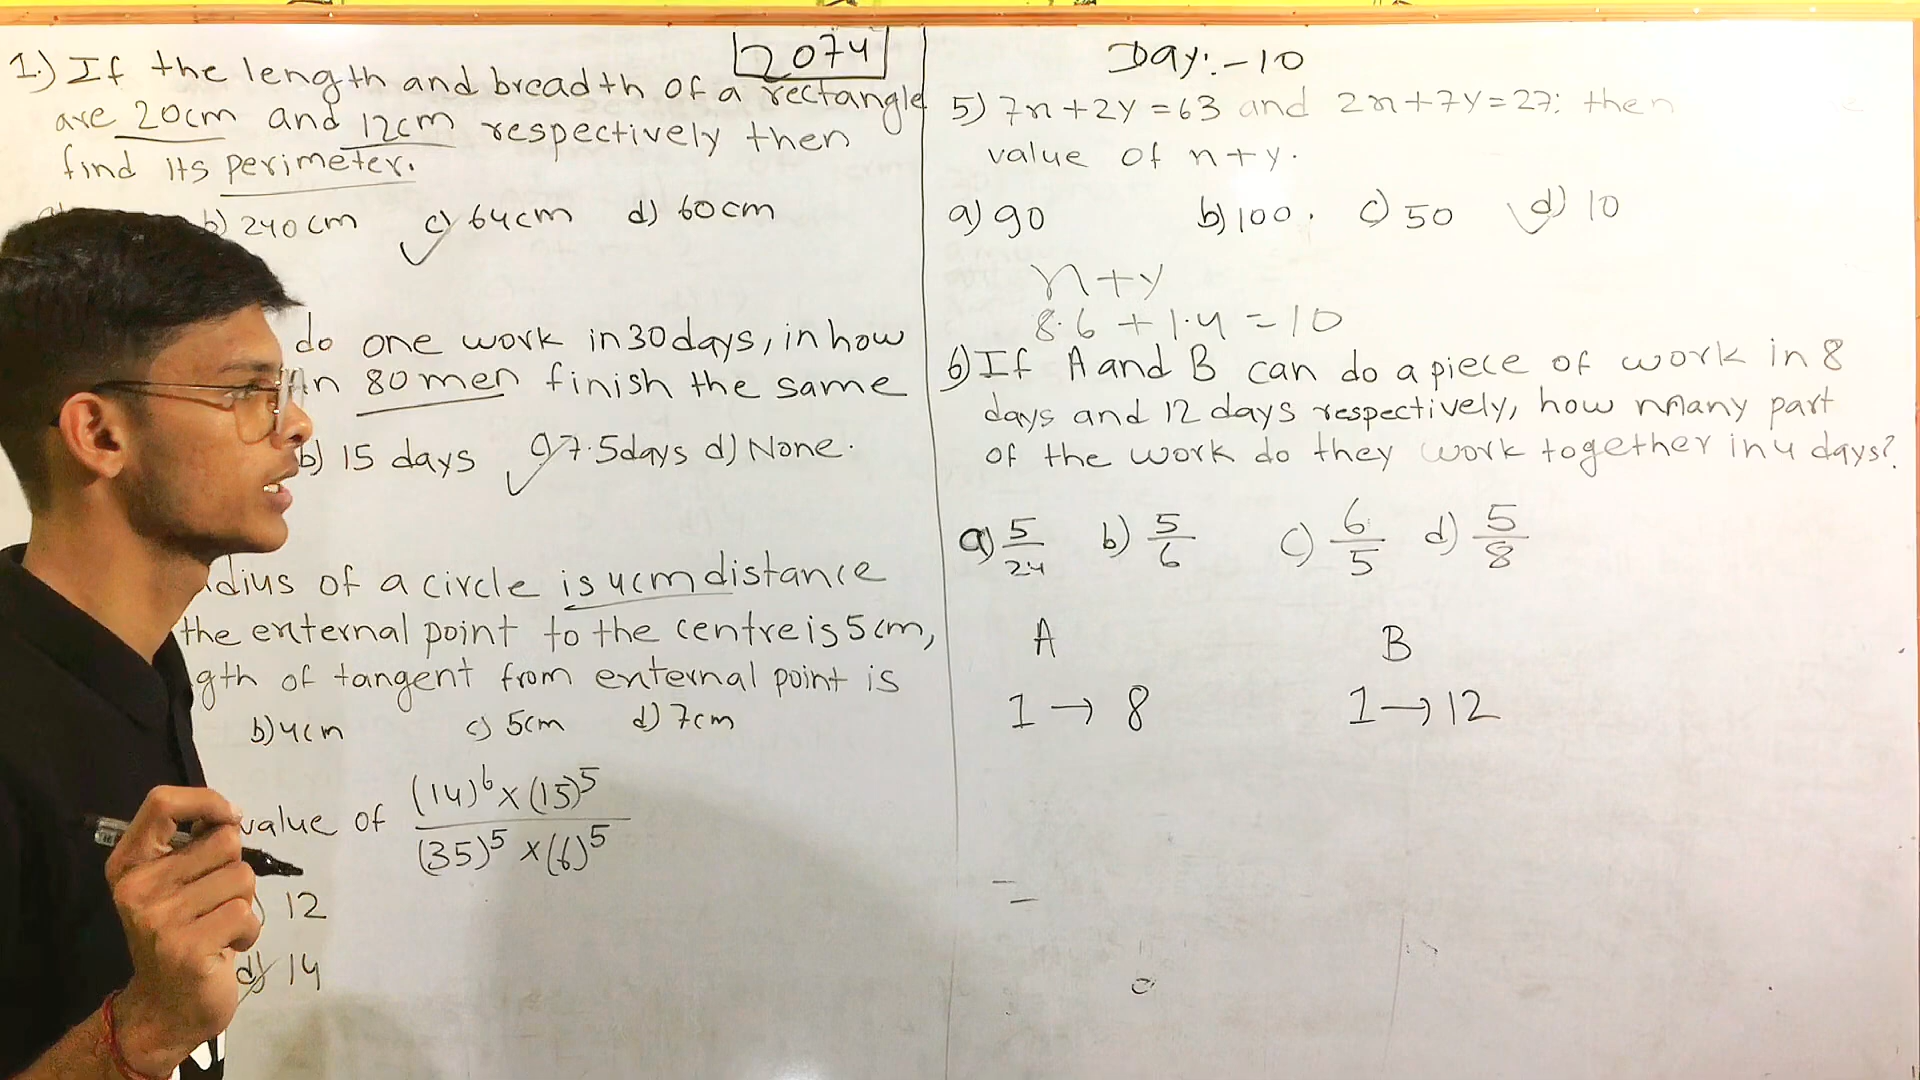 2074
1.) If the length and breadth of a rectangle
are 20cm and 12cm respectively then
find its perimeter.
b) 240cm c) 64cm d) 60cm
do one work in 30 days, in how
80 men finish the same
b) 15 days c) 7.5 days d) None.
of a circle is 4cm distance
the external point to the centre is 5cm,
of tangent from external point is
b) 4cm c) 5cm d) 7cm
value of (14)^6 x (15)^5 / (35)^5 x (6)^5
12
d) 14
Day:-10
5) 7x+2y=63 and 2x+7y=27: then
value of x+y.
a) 90 b) 100. c) 50 d) 10
x+y
8.6 + 1.4 = 10
6) If A and B can do a piece of work in 8
days and 12 days respectively, how many part
of the work do they work together in 4 days?
a) 5/24 b) 5/6 c) 6/5 d) 5/8
A B
1 → 8 1 → 12
=